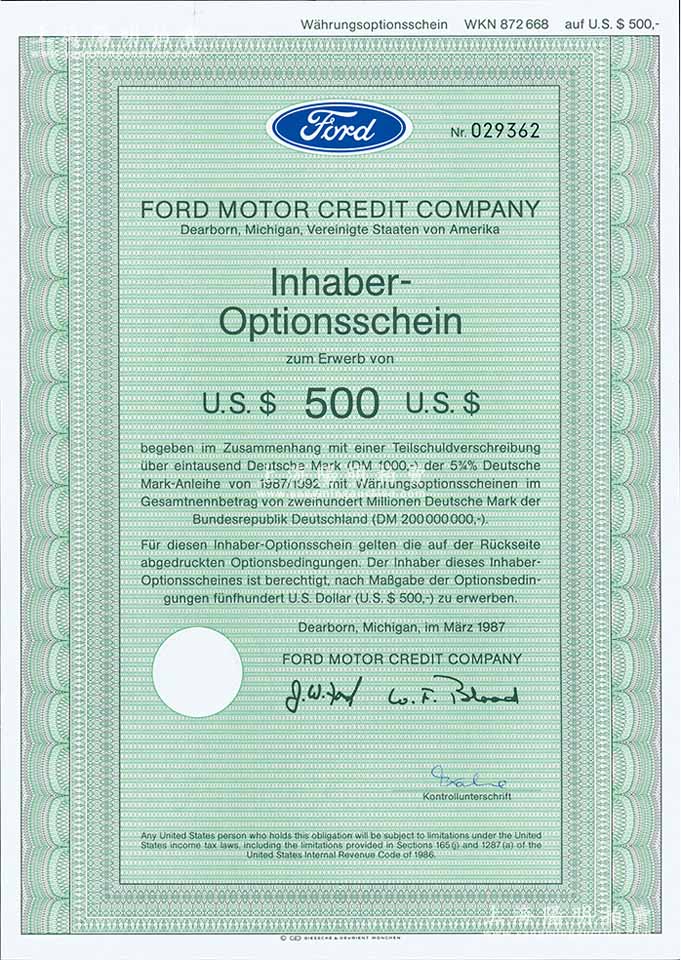 Währungsoptionsschein WKN 872 668 auf U.S. $ 500,-
Ford
Nr. 029362
FORD MOTOR CREDIT COMPANY
Dearborn, Michigan, Vereinigte Staaten von Amerika
Inhaber-
Optionsschein
zum Erwerb von
U.S. $ 500 U.S. $
begeben im Zusammenhang mit einer Teilschuldverschreibung
über eintausend Deutsche Mark (DM 1000,-) der 5¾% Deutsche
Mark-Anleihe von 1987/1992 mit Währungsoptionsscheinen im
Gesamtnennbetrag von zweihundert Millionen Deutsche Mark der
Bundesrepublik Deutschland (DM 200 000 000,-).
Für diesen Inhaber-Optionsschein gelten die auf der Rückseite
abgedruckten Optionsbedingungen. Der Inhaber dieses Inhaber-
Optionsscheines ist berechtigt, nach Maßgabe der Optionsbedin-
gungen fünfhundert U.S. Dollar (U.S. $ 500,-) zu erwerben.
Dearborn, Michigan, im März 1987
FORD MOTOR CREDIT COMPANY
Kontrollunterschrift
Any United States person who holds this obligation will be subject to limitations under the United
States income tax laws, including the limitations provided in Sections 165 (j) and 1287 (a) of the
United States Internal Revenue Code of 1986.
© GD GIESECKE & DEVRIENT MÜNCHEN